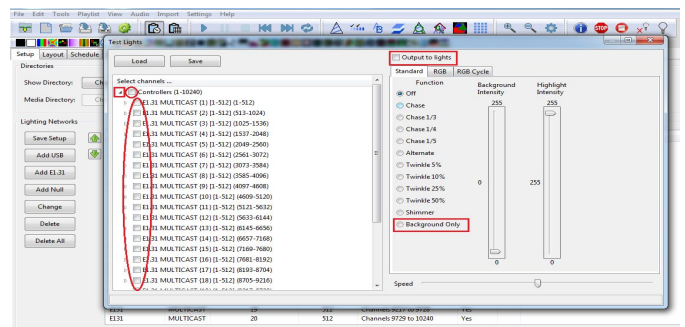 File Edit Tools Playlist View Audio Import Settings Help
Test Lights
Setup Layout Schedule
Directories
Show Directory: Ch
Media Directory: Ch
Lighting Networks
Save Setup
Add USB
Add E1.31
Add Null
Change
Delete
Delete All
Load Save
Select channels ...
Controllers (1-10240)
E1.31 MULTICAST (1) [1-512] (1-512)
E1.31 MULTICAST (2) [1-512] (513-1024)
E1.31 MULTICAST (3) [1-512] (1025-1536)
E1.31 MULTICAST (4) [1-512] (1537-2048)
E1.31 MULTICAST (5) [1-512] (2049-2560)
E1.31 MULTICAST (6) [1-512] (2561-3072)
E1.31 MULTICAST (7) [1-512] (3073-3584)
E1.31 MULTICAST (8) [1-512] (3585-4096)
E1.31 MULTICAST (9) [1-512] (4097-4608)
E1.31 MULTICAST (10) [1-512] (4609-5120)
E1.31 MULTICAST (11) [1-512] (5121-5632)
E1.31 MULTICAST (12) [1-512] (5633-6144)
E1.31 MULTICAST (13) [1-512] (6145-6656)
E1.31 MULTICAST (14) [1-512] (6657-7168)
E1.31 MULTICAST (15) [1-512] (7169-7680)
E1.31 MULTICAST (16) [1-512] (7681-8192)
E1.31 MULTICAST (17) [1-512] (8193-8704)
E1.31 MULTICAST (18) [1-512] (8705-9216)
Output to lights
Standard RGB RGB Cycle
Function
Off
Chase
Chase 1/3
Chase 1/4
Chase 1/5
Alternate
Twinkle 5%
Twinkle 10%
Twinkle 25%
Twinkle 50%
Shimmer
Background Only
Background Intensity
255
0
0
Highlight Intensity
255
255
0
Speed
E131 MULTICAST 19 512 Channels 9217 to 9728 Yes
E131 MULTICAST 20 512 Channels 9729 to 10240 Yes